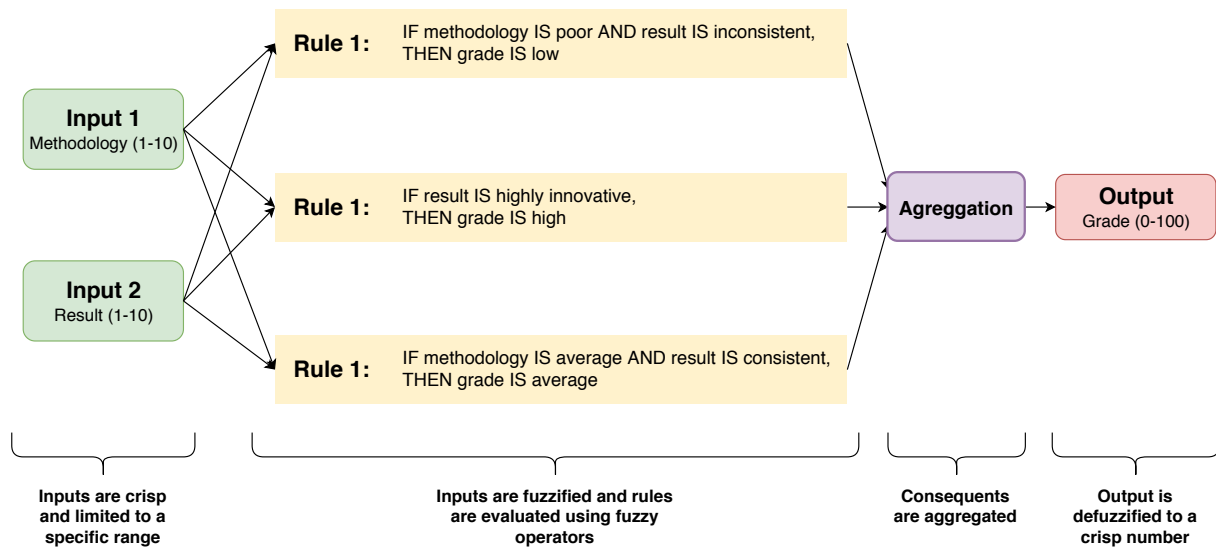 Input 1
Methodology (1-10)
Input 2
Result (1-10)
Rule 1:
IF methodology IS poor AND result IS inconsistent,
THEN grade IS low
Rule 1:
IF result IS highly innovative,
THEN grade IS high
Rule 1:
IF methodology IS average AND result IS consistent,
THEN grade IS average
Agreggation
Output
Grade (0-100)
Inputs are crisp
and limited to a
specific range
Inputs are fuzzified and rules
are evaluated using fuzzy
operators
Consequents
are aggregated
Output is
defuzzified to a
crisp number